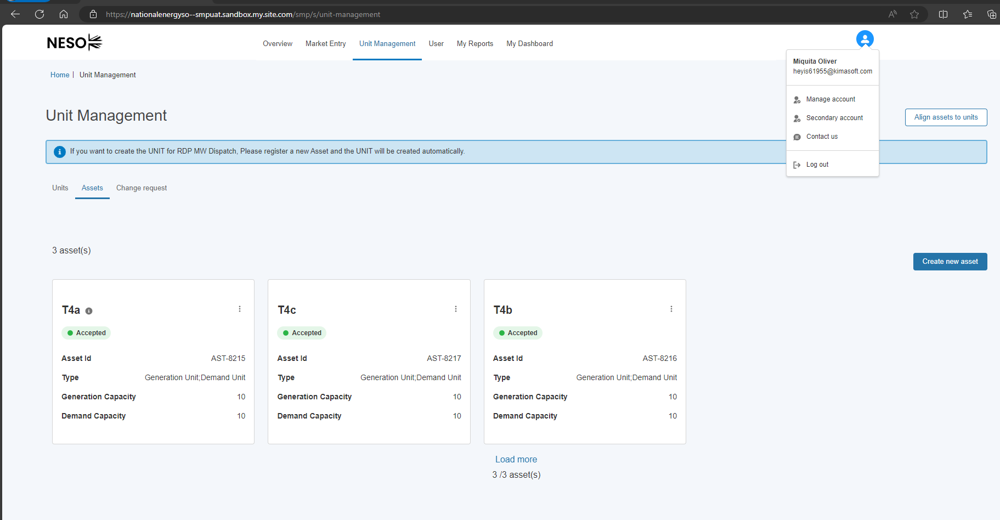 https://nationalenergyso--smpuat.sandbox.my.site.com/smp/s/unit-management
NESO
Overview Market Entry Unit Management User My Reports My Dashboard
Miquita Oliver
heyis61955@kimasoft.com
Manage account
Secondary account
Contact us
Log out
Home | Unit Management
Unit Management
Align assets to units
If you want to create the UNIT for RDP MW Dispatch, Please register a new Asset and the UNIT will be created automatically.
Units Assets Change request
3 asset(s)
Create new asset
T4a
Accepted
Asset Id AST-8215
Type Generation Unit;Demand Unit
Generation Capacity 10
Demand Capacity 10
T4c
Accepted
Asset Id AST-8217
Type Generation Unit;Demand Unit
Generation Capacity 10
Demand Capacity 10
T4b
Accepted
Asset Id AST-8216
Type Generation Unit;Demand Unit
Generation Capacity 10
Demand Capacity 10
Load more
3 /3 asset(s)